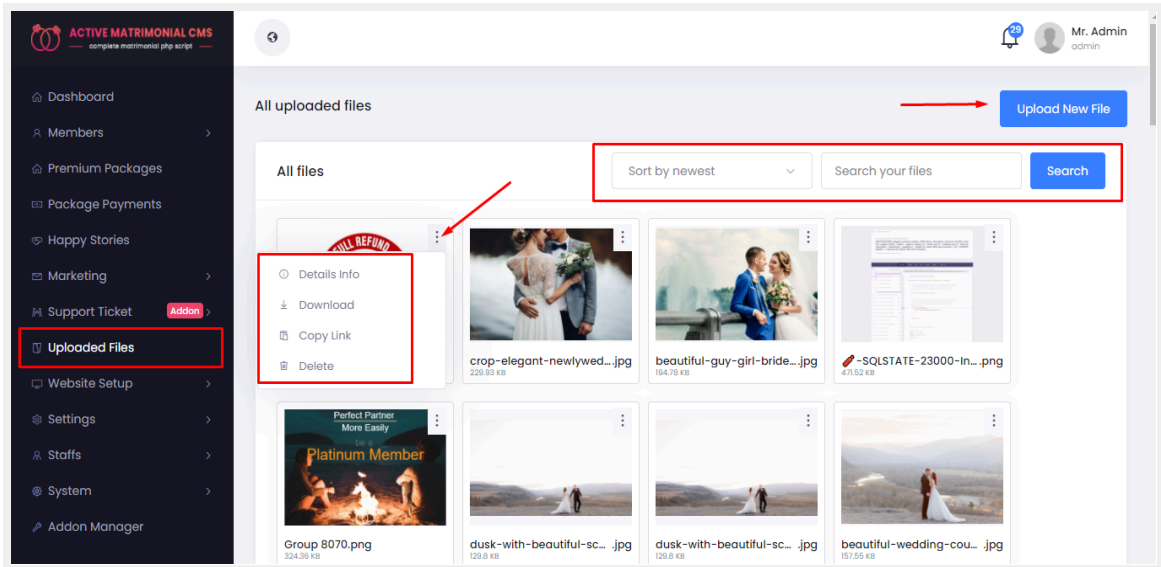 ACTIVE MATRIMONIAL CMS
complete matrimonial php script
29
Mr. Admin
admin
Dashboard
Members
Premium Packages
Package Payments
Happy Stories
Marketing
Support Ticket Addon
Uploaded Files
Website Setup
Settings
Staffs
System
Addon Manager
All uploaded files
Upload New File
All files
Sort by newest
Search your files
Search
FULL REFUND
Details Info
Download
Copy Link
Delete
crop-elegant-newlywed....jpg
229.93 KB
beautiful-guy-girl-bride....jpg
194.78 KB
-SQLSTATE-23000-In... .png
471.52 KB
Perfect Partner
More Easily
be a
Platinum Member
Group 8070.png
324.36 KB
dusk-with-beautiful-sc... .jpg
129.8 KB
dusk-with-beautiful-sc... .jpg
129.8 KB
beautiful-wedding-cou... .jpg
157.55 KB